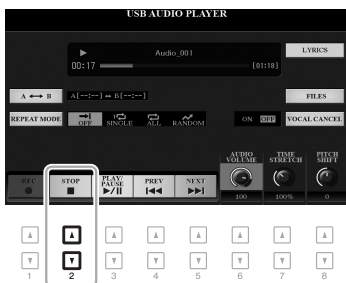 USB AUDIO PLAYER
Audio_001
00:17 [01:18]
LYRICS
A ↔ B A[--:--] ↔ B[--:--] FILES
REPEAT MODE OFF SINGLE ALL RANDOM ON OFF VOCAL CANCEL
AUDIO VOLUME TIME STRETCH PITCH SHIFT
REC STOP PLAY/PAUSE PREV NEXT
100 100% 0
1 2 3 4 5 6 7 8